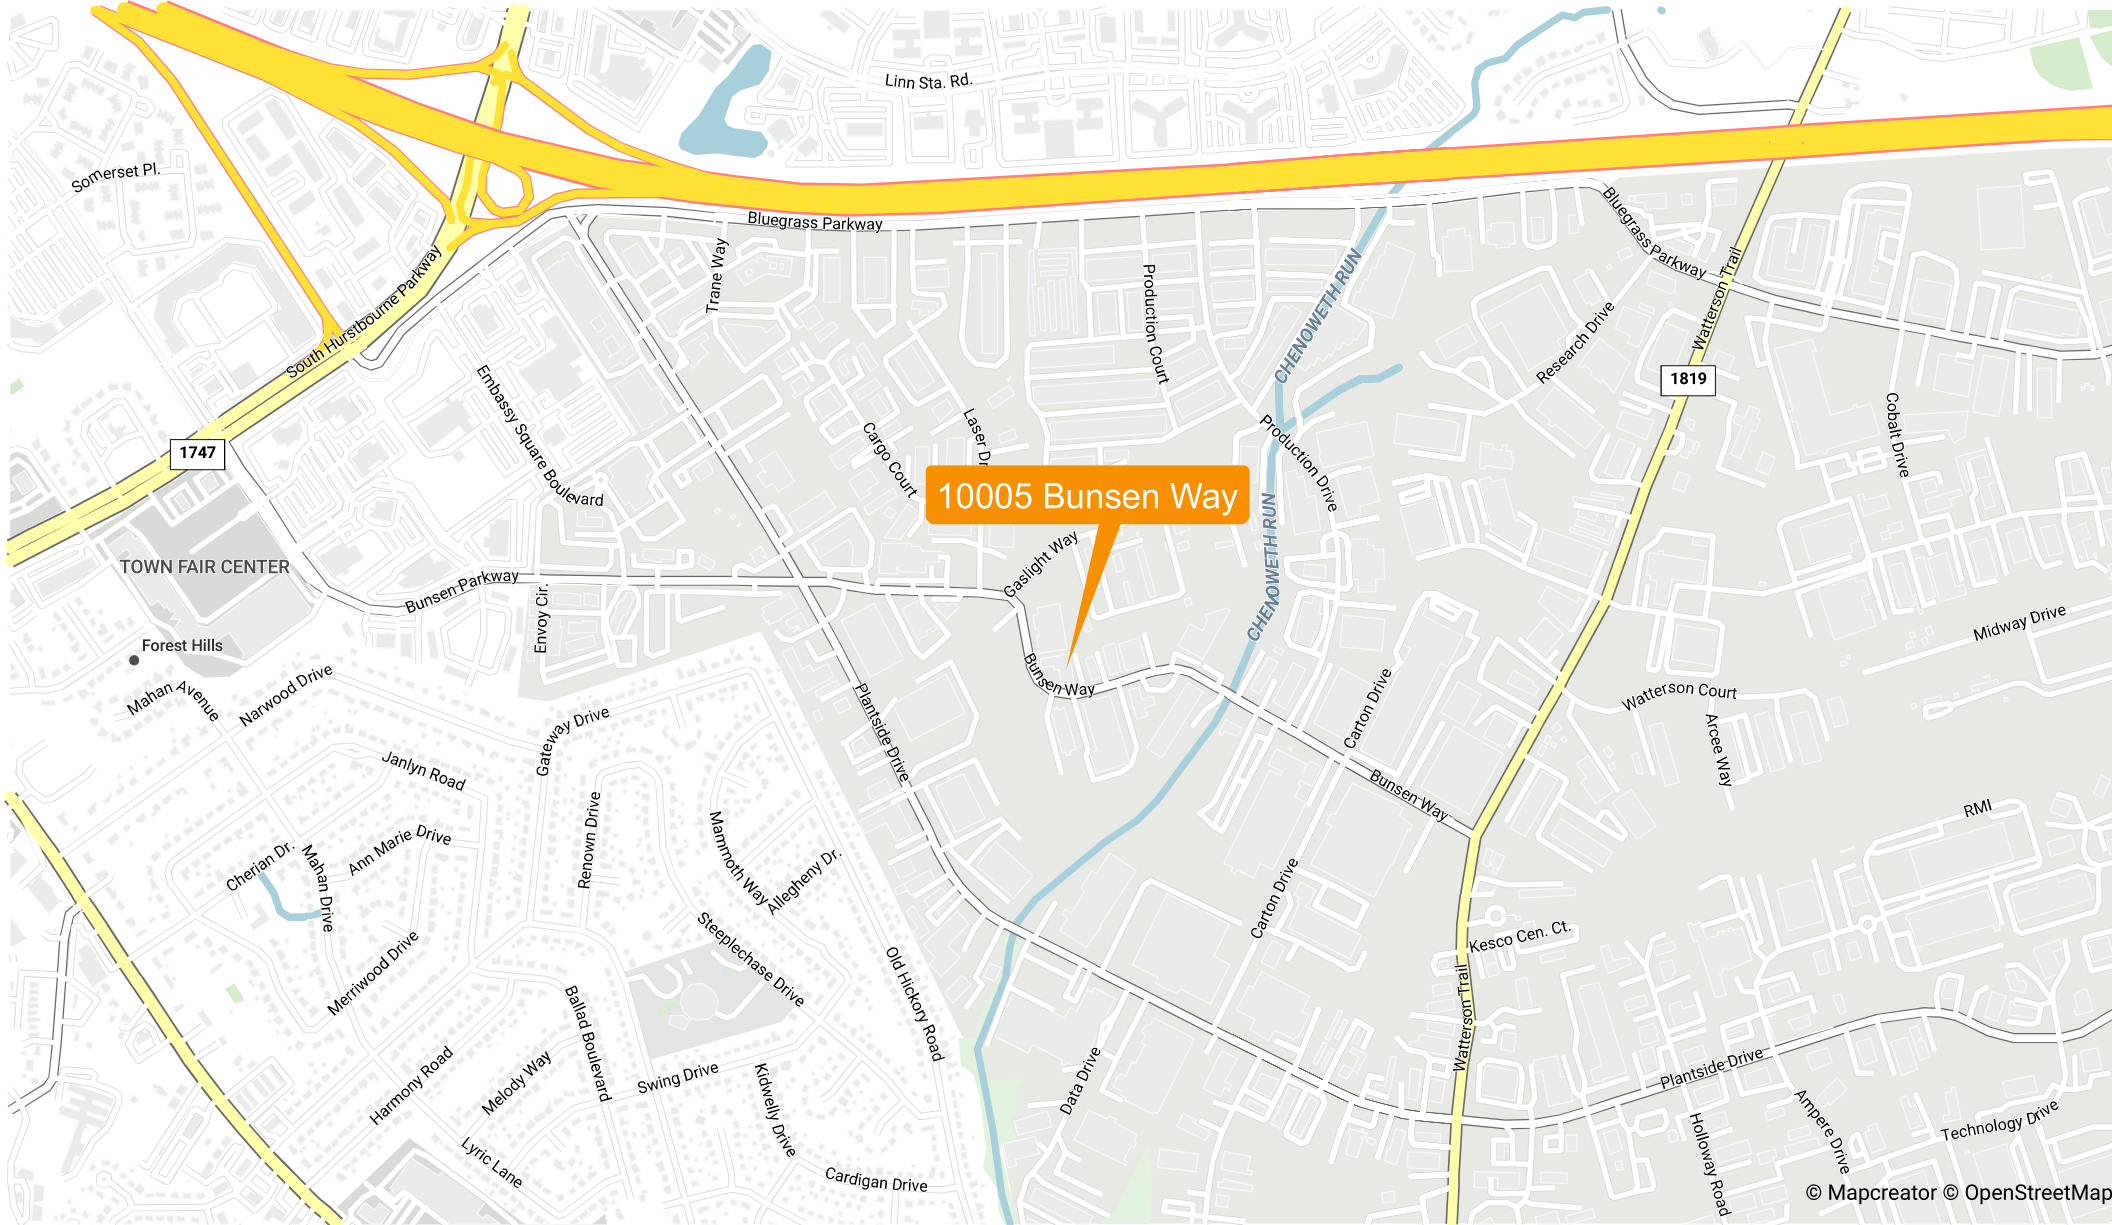 Linn Sta. Rd.
Somerset Pl.
Bluegrass Parkway
Bluegrass Parkway
Trane Way
Production Court
CHENOWETH RUN
South Hurstbourne Parkway
Watterson Trail
Research Drive
1819
Embassy Square Boulevard
Cargo Court
Laser Dr
Production Drive
Cobalt Drive
1747
10005 Bunsen Way
CHENOWETH RUN
TOWN FAIR CENTER
Bunsen Parkway
Gaslight Way
Envoy Cir.
Midway Drive
Forest Hills
Mahan Avenue
Narwood Drive
Bunsen Way
Watterson Court
Gateway Drive
Plantside Drive
Carton Drive
Arcee Way
Janlyn Road
Bunsen Way
RMI
Renown Drive
Mammoth Way
Ann Marie Drive
Cherian Dr.
Mahan Drive
Allegheny Dr.
Carton Drive
Kesco Cen. Ct.
Merriwood Drive
Steeplechase Drive
Old Hickory Road
Watterson Trail
Ballad Boulevard
Harmony Road
Melody Way
Swing Drive
Kidwelly Drive
Data Drive
Plantside Drive
Ampere Drive
Technology Drive
Holloway Road
Lyric Lane
Cardigan Drive
© Mapcreator © OpenStreetMap